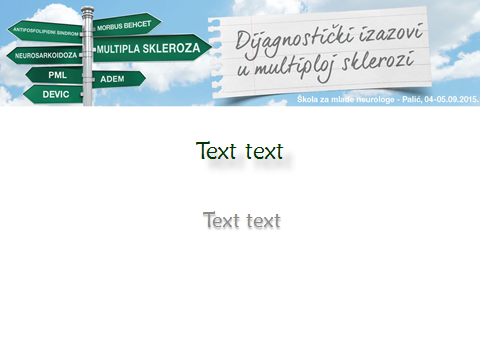 ANTIFOSFOLIPIDNI SINDROM
MORBUS BEHCET
NEUROSARKOIDOZA
MULTIPLA SKLEROZA
PML
ADEM
DEVIC
Dijagnostički izazovi
u multiploj sklerozi
Škola za mlade neurologe - Palić, 04-05.09.2015.
Text text
Text text